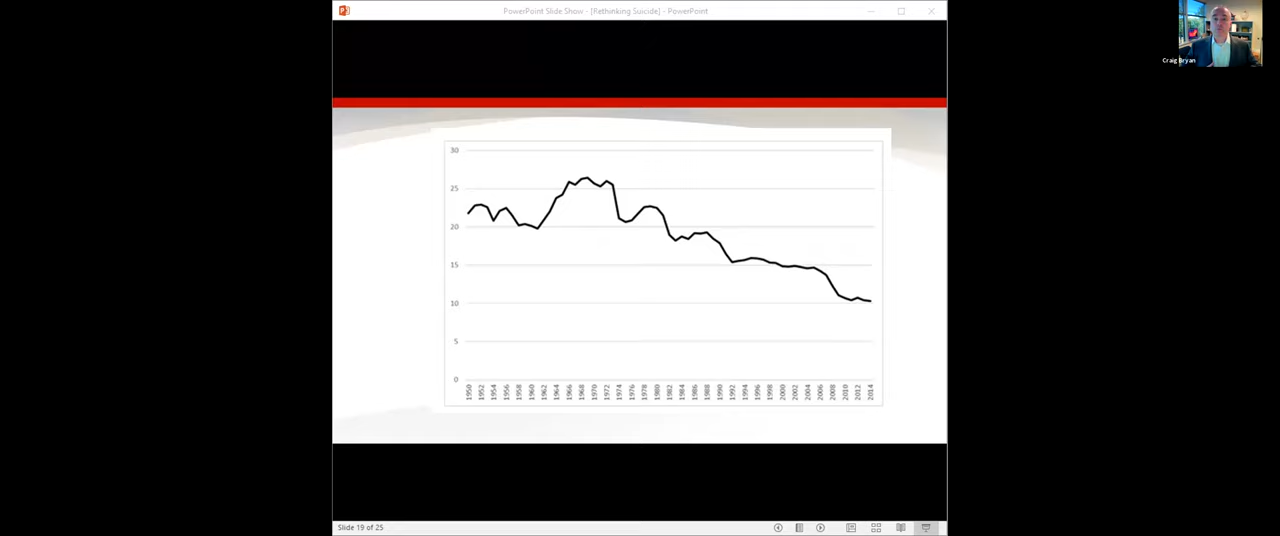 PowerPoint Slide Show - [Rethinking Suicide] - PowerPoint
Craig Bryan
30
25
20
15
10
5
0
1950 1952 1954 1956 1958 1960 1962 1964 1966 1968 1970 1972 1974 1976 1978 1980 1982 1984 1986 1988 1990 1992 1994 1996 1998 2000 2002 2004 2006 2008 2010 2012 2014
Slide 19 of 25